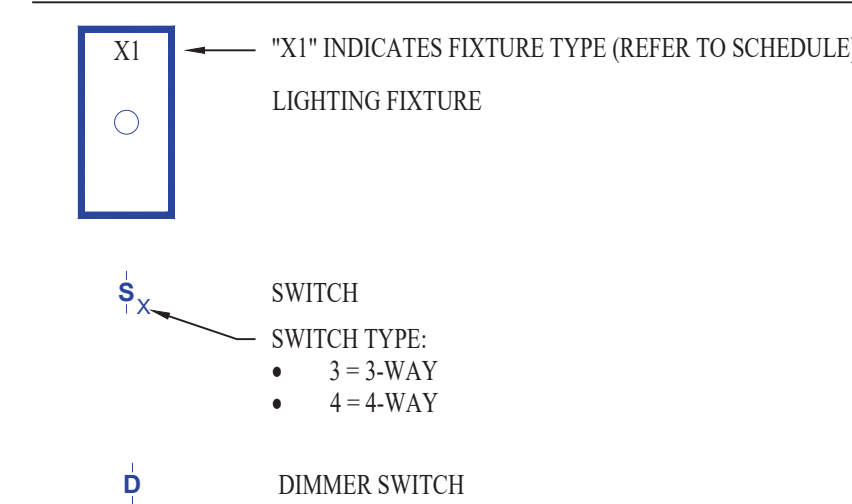 X1 "X1" INDICATES FIXTURE TYPE (REFER TO SCHEDULE)
LIGHTING FIXTURE
SX SWITCH
SWITCH TYPE:
• 3 = 3-WAY
• 4 = 4-WAY
D DIMMER SWITCH